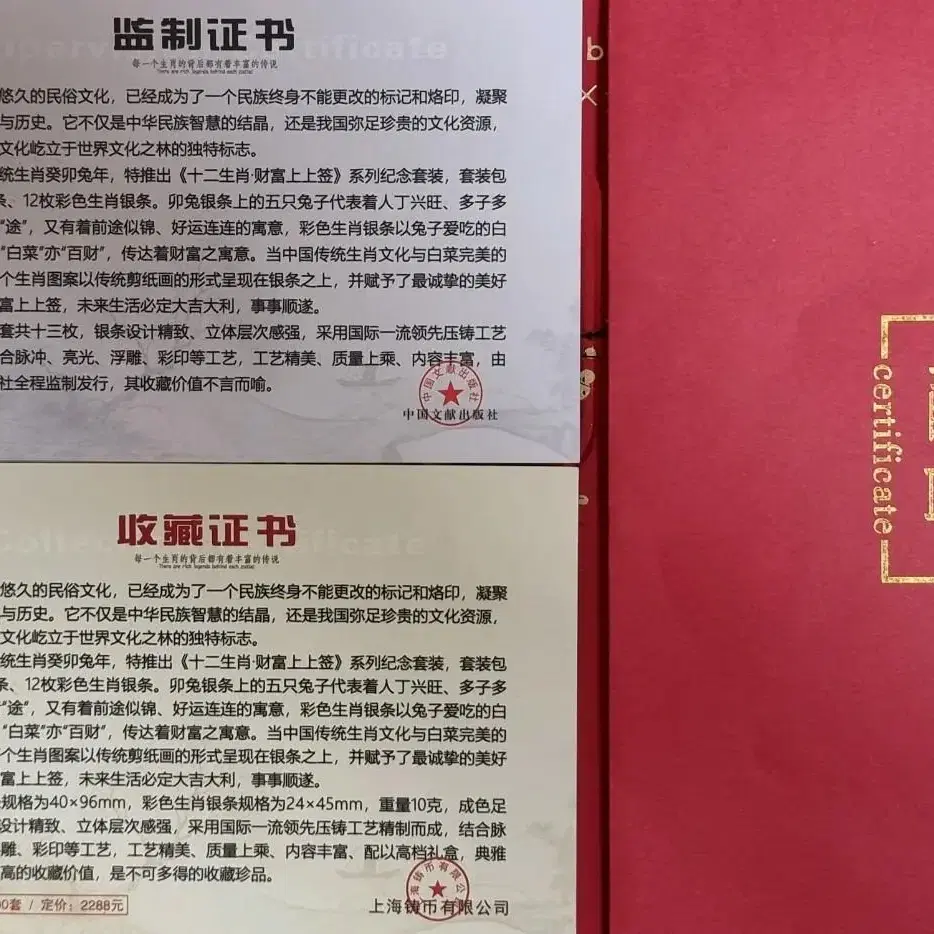 监制证书
每一个生肖的背后都有着丰富的传说
There are rich legends behind each zodiac
悠久的民俗文化，已经成为了一个民族终身不能更改的标记和烙印，凝聚
与历史。它不仅是中华民族智慧的结晶，还是我国弥足珍贵的文化资源，
文化屹立于世界文化之林的独特标志。
统生肖癸卯兔年，特推出《十二生肖·财富上上签》系列纪念套装，套装包
条、12枚彩色生肖银条。卯兔银条上的五只兔子代表着人丁兴旺、多子多
“途”，又有着前途似锦、好运连连的寓意，彩色生肖银条以兔子爱吃的白
“白菜”亦“百财”，传达着财富之寓意。当中国传统生肖文化与白菜完美的
个生肖图案以传统剪纸画的形式呈现在银条之上，并赋予了最诚挚的美好
富上上签，未来生活必定大吉大利，事事顺遂。
套共十三枚，银条设计精致、立体层次感强，采用国际一流领先压铸工艺
合脉冲、亮光、浮雕、彩印等工艺，工艺精美、质量上乘、内容丰富，由
社全程监制发行，其收藏价值不言而喻。
中国文献出版社
中国文献出版社
收藏证书
每一个生肖的背后都有着丰富的传说
There are rich legends behind each zodiac
悠久的民俗文化，已经成为了一个民族终身不能更改的标记和烙印，凝聚
与历史。它不仅是中华民族智慧的结晶，还是我国弥足珍贵的文化资源，
文化屹立于世界文化之林的独特标志。
统生肖癸卯兔年，特推出《十二生肖·财富上上签》系列纪念套装，套装包
条、12枚彩色生肖银条。卯兔银条上的五只兔子代表着人丁兴旺、多子多
“途”，又有着前途似锦、好运连连的寓意，彩色生肖银条以兔子爱吃的白
“白菜”亦“百财”，传达着财富之寓意。当中国传统生肖文化与白菜完美的
个生肖图案以传统剪纸画的形式呈现在银条之上，并赋予了最诚挚的美好
富上上签，未来生活必定大吉大利，事事顺遂。
规格为40×96mm，彩色生肖银条规格为24×45mm，重量10克，成色足
设计精致、立体层次感强，采用国际一流领先压铸工艺精制而成，结合脉
雕、彩印等工艺，工艺精美、质量上乘、内容丰富、配以高档礼盒，典雅
高的收藏价值，是不可多得的收藏珍品。
0套 / 定价：2288元
上海铸币有限公司
certificate